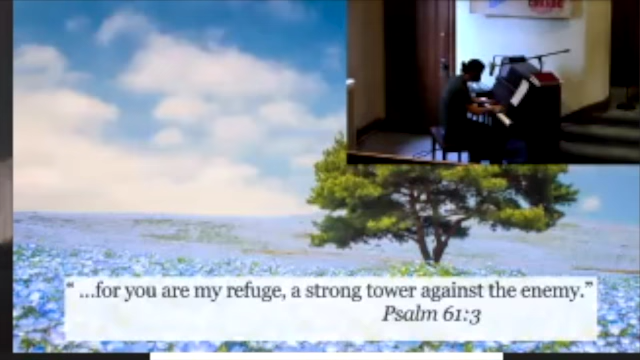 “ ...for you are my refuge, a strong tower against the enemy.”
Psalm 61:3